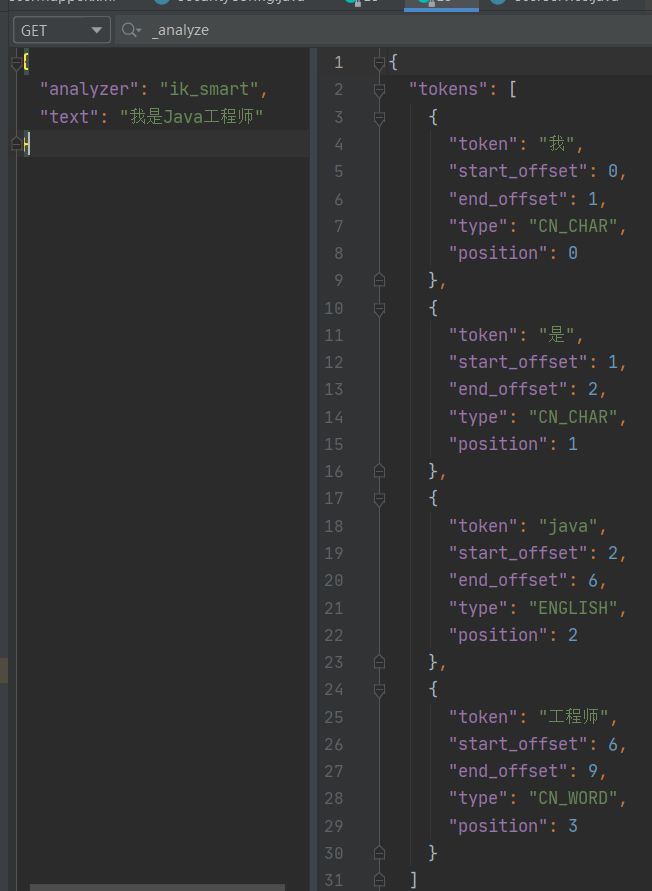 GET
_analyze
{
"analyzer": "ik_smart",
"text": "我是Java工程师"
}
1 {
2 "tokens": [
3 {
4 "token": "我",
5 "start_offset": 0,
6 "end_offset": 1,
7 "type": "CN_CHAR",
8 "position": 0
9 },
10 {
11 "token": "是",
12 "start_offset": 1,
13 "end_offset": 2,
14 "type": "CN_CHAR",
15 "position": 1
16 },
17 {
18 "token": "java",
19 "start_offset": 2,
20 "end_offset": 6,
21 "type": "ENGLISH",
22 "position": 2
23 },
24 {
25 "token": "工程师",
26 "start_offset": 6,
27 "end_offset": 9,
28 "type": "CN_WORD",
29 "position": 3
30 }
31 ]